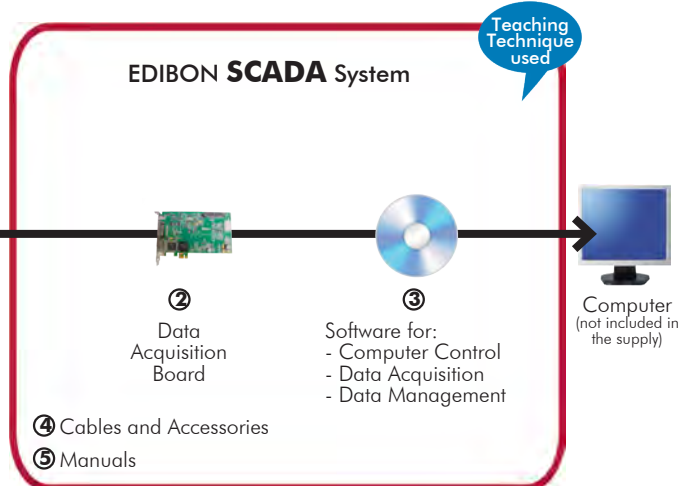 Teaching
Technique
used
EDIBON SCADA System
②
Data
Acquisition
Board
③
Software for:
- Computer Control
- Data Acquisition
- Data Management
Computer
(not included in
the supply)
④ Cables and Accessories
⑤ Manuals